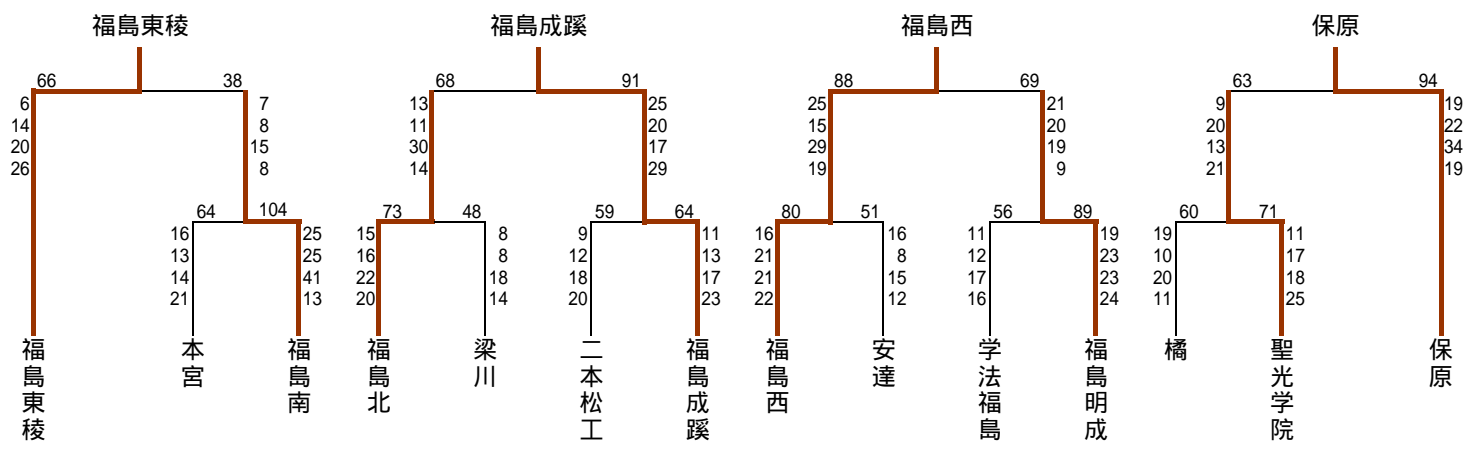 福島東稜 福島成蹊 福島西 保原
66 38 68 91 88 69 63 94
6 7 13 25 25 21 9 19
14 8 11 20 15 20 20 22
20 15 30 17 29 19 13 34
26 8 14 29 19 9 21 19
64 104 73 48 59 64 80 51 56 89 60 71
16 25 15 8 9 11 16 16 11 19 19 11
13 25 16 8 12 13 21 8 12 23 10 17
14 41 22 18 18 17 21 15 17 23 20 18
21 13 20 14 20 23 22 12 16 24 11 25
福島東稜
本宮
福島南
福島北
梁川
二本松工
福島成蹊
福島西
安達
学法福島
福島明成
橘
聖光学院
保原